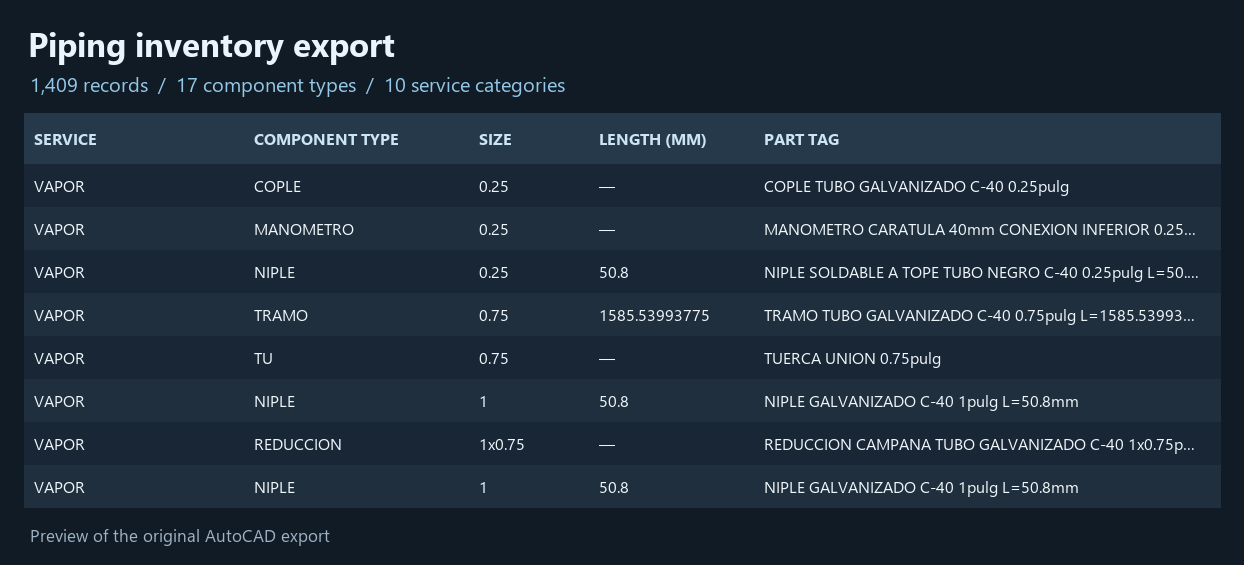 Piping inventory export
1,409 records / 17 component types / 10 service categories
SERVICE COMPONENT TYPE SIZE LENGTH (MM) PART TAG
VAPOR COPLE 0.25 — COPLE TUBO GALVANIZADO C-40 0.25pulg
VAPOR MANOMETRO 0.25 — MANOMETRO CARATULA 40mm CONEXION INFERIOR 0.25...
VAPOR NIPLE 0.25 50.8 NIPLE SOLDABLE A TOPE TUBO NEGRO C-40 0.25pulg L=50....
VAPOR TRAMO 0.75 1585.53993775 TRAMO TUBO GALVANIZADO C-40 0.75pulg L=1585.53993...
VAPOR TU 0.75 — TUERCA UNION 0.75pulg
VAPOR NIPLE 1 50.8 NIPLE GALVANIZADO C-40 1pulg L=50.8mm
VAPOR REDUCCION 1x0.75 — REDUCCION CAMPANA TUBO GALVANIZADO C-40 1x0.75p...
VAPOR NIPLE 1 50.8 NIPLE GALVANIZADO C-40 1pulg L=50.8mm
Preview of the original AutoCAD export